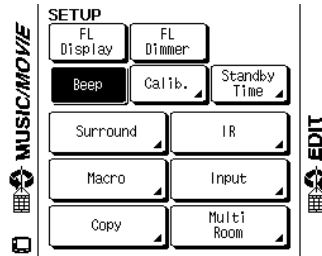 SETUP
FL Display
FL Dimmer
Beep
Calib.
Standby Time
Surround
IR
Macro
Input
Copy
Multi Room
MUSIC/MOVIE
EDIT